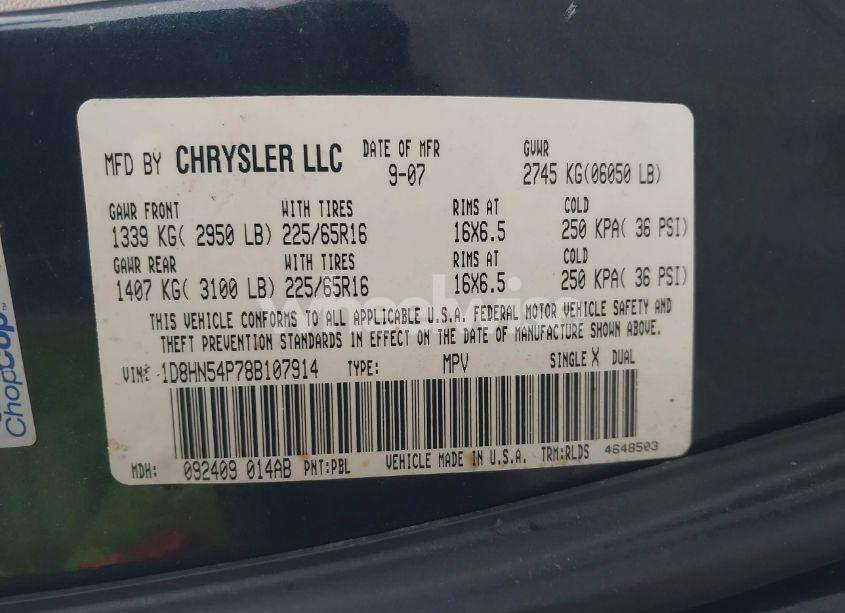 MFD BY CHRYSLER LLC DATE OF MFR 9-07 GVWR 2745 KG(06050 LB)
GAWR FRONT WITH TIRES RIMS AT COLD
1339 KG( 2950 LB) 225/65R16 16X6.5 250 KPA( 36 PSI)
GAWR REAR WITH TIRES RIMS AT COLD
1407 KG( 3100 LB) 225/65R16 16X6.5 250 KPA( 36 PSI)
THIS VEHICLE CONFORMS TO ALL APPLICABLE U.S.A. FEDERAL MOTOR VEHICLE SAFETY AND
THEFT PREVENTION STANDARDS IN EFFECT ON THE DATE OF MANUFACTURE SHOWN ABOVE.
VIN: 1D8HN54P78B107914 TYPE: MPV SINGLE X DUAL
MDH: 092409 014AB PNT:PBL VEHICLE MADE IN U.S.A. TRM:RLDS 4648503
ChopCup™